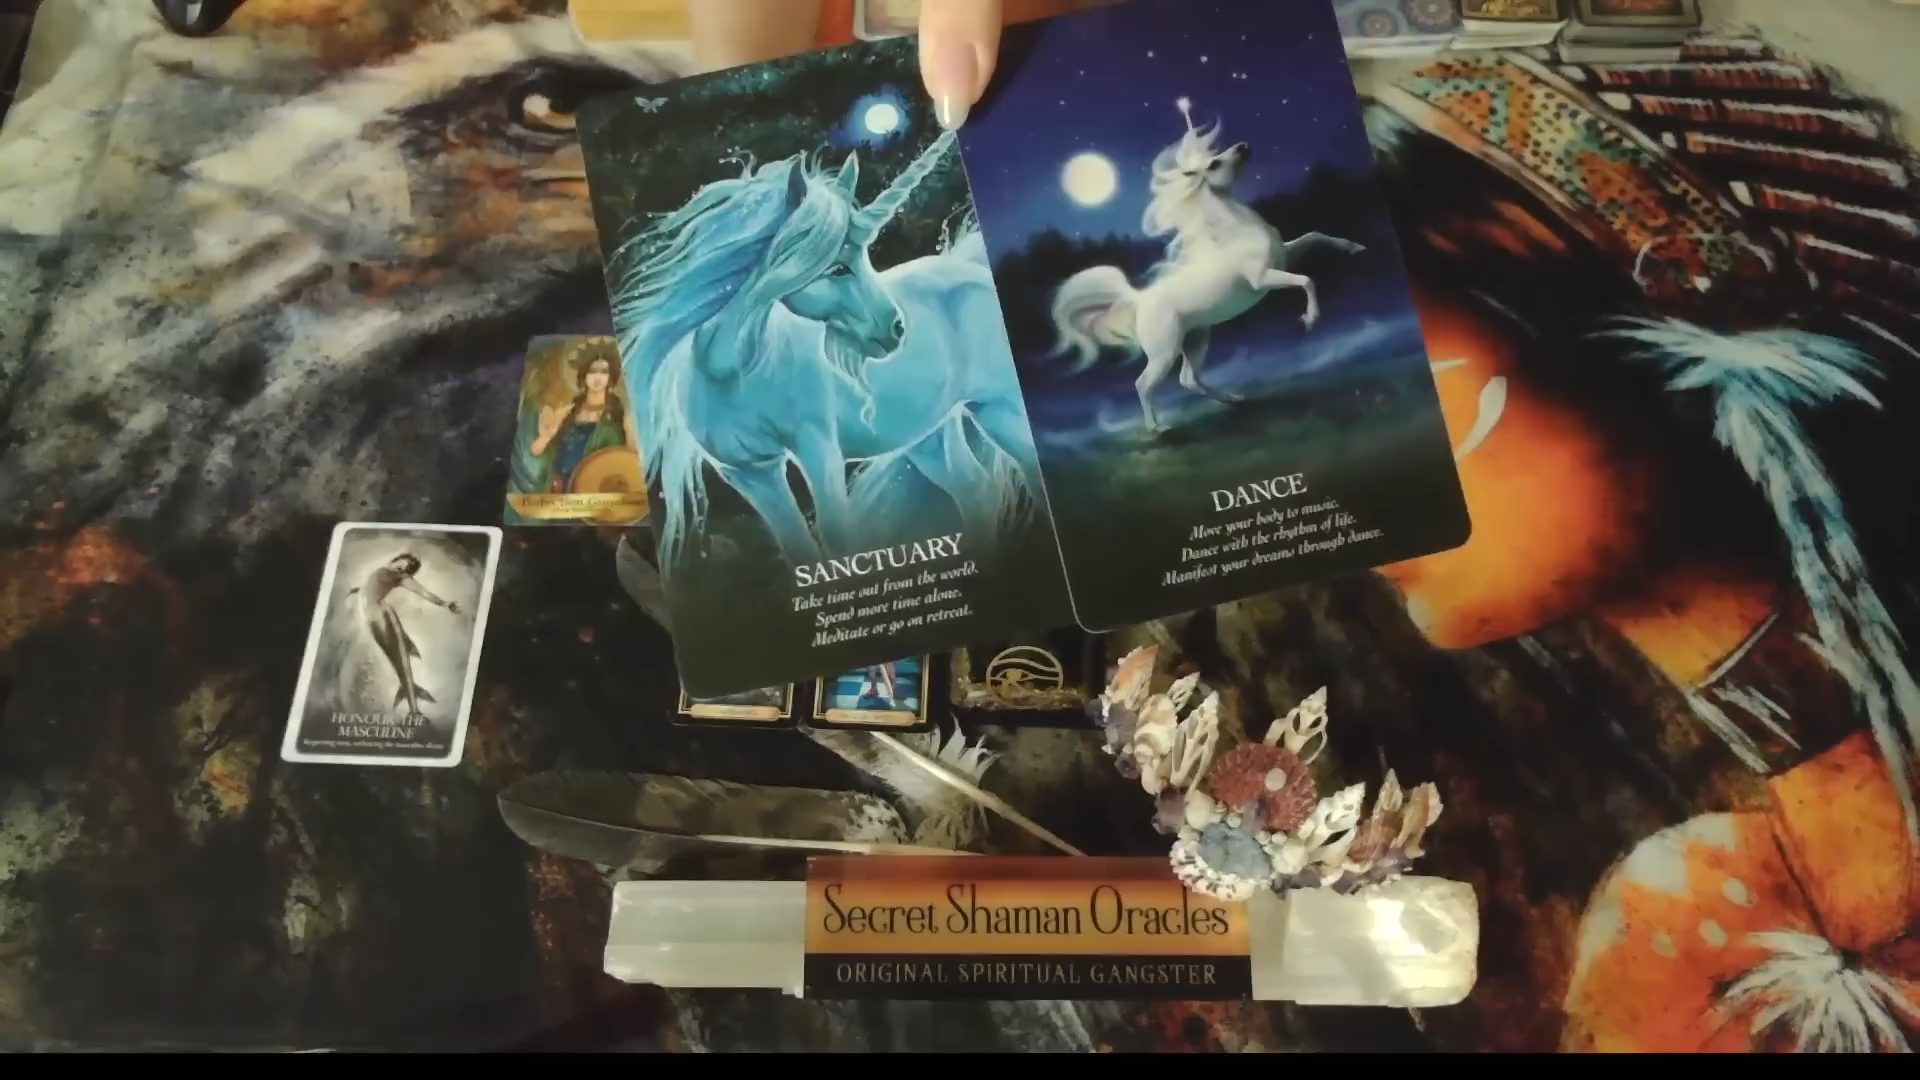 SANCTUARY
Take time out from the world.
Spend more time alone.
Meditate or go on retreat.
DANCE
Move your body to music.
Dance with the rhythm of life.
Manifest your dreams through dance.
HONOUR THE
MASCULINE
Secret Shaman Oracles
ORIGINAL SPIRITUAL GANGSTER